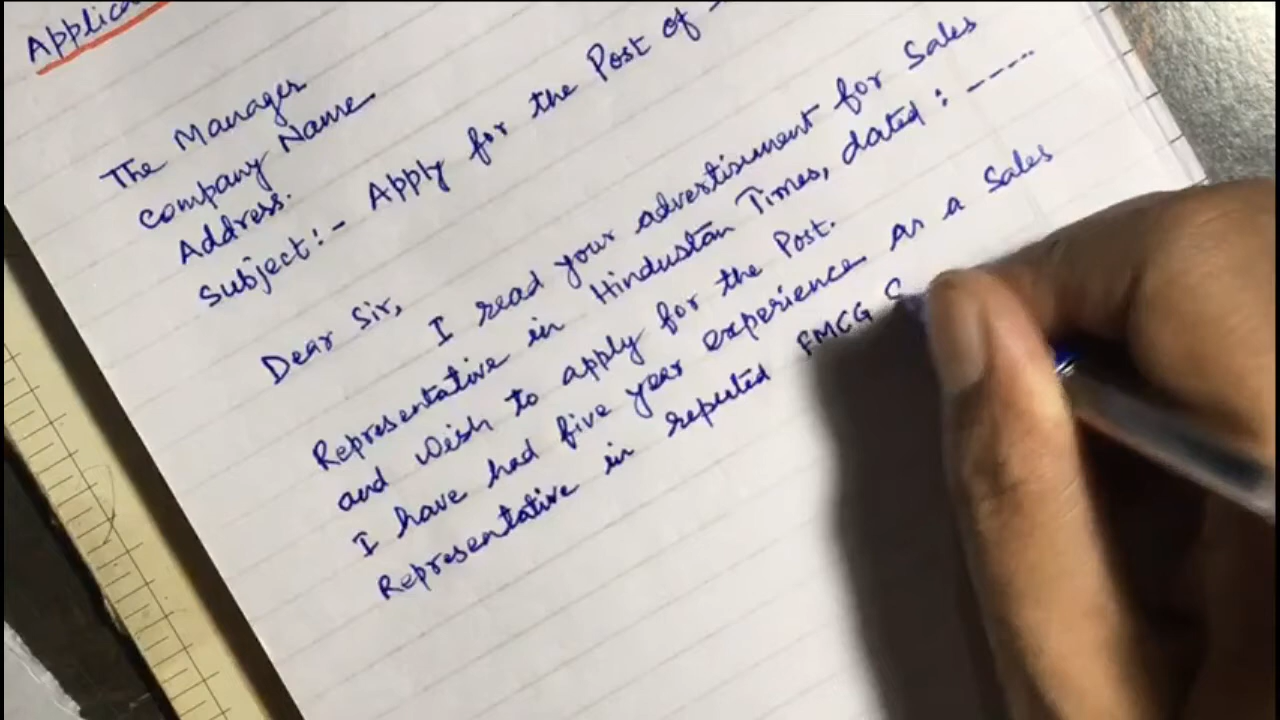 The Manager
Company Name
Address.
Subject:- Apply for the Post of -
Dear Sir,
I read your advertisement for Sales
Representative in Hindustan Times, dated : -----
and wish to apply for the Post.
I have had five year experience as a Sales
Representative in reputed FMCG